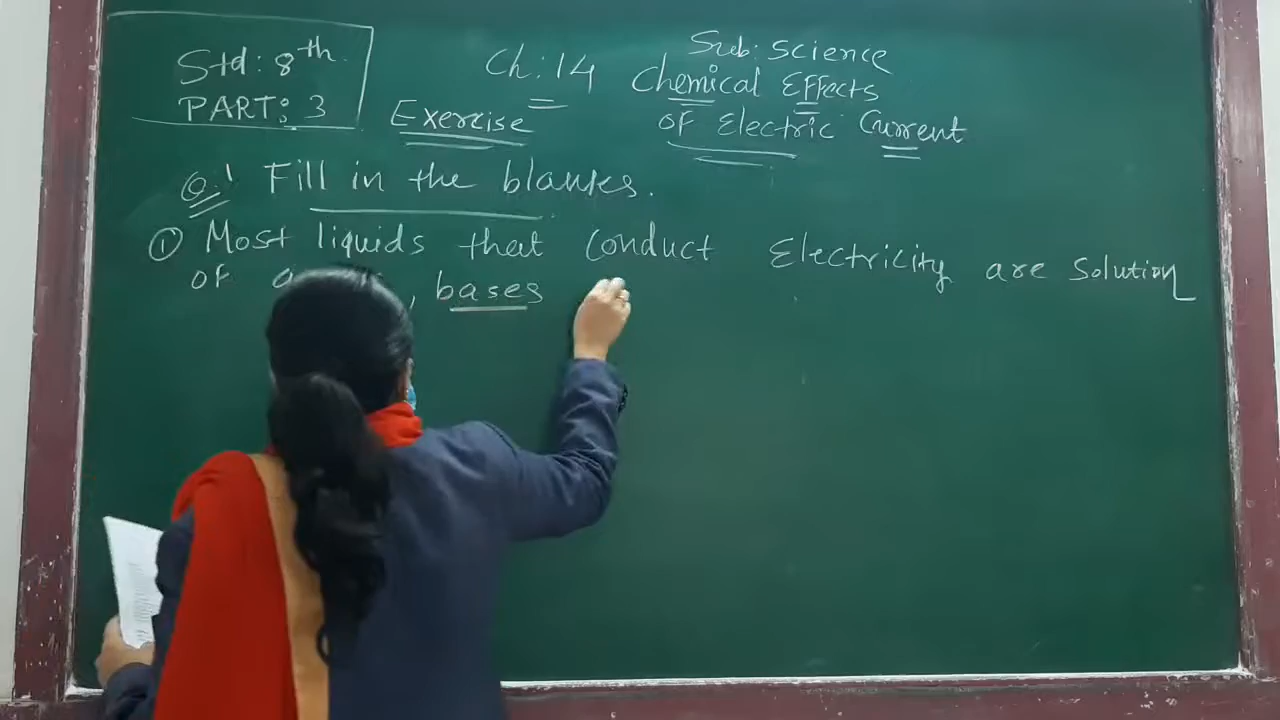 Std: 8th
PART: 3
Sub: Science
Ch: 14 Chemical Effects
of Electric Current
Exercise
Q.1 Fill in the blankes.
① Most liquids that conduct Electricity are Solution
of , bases